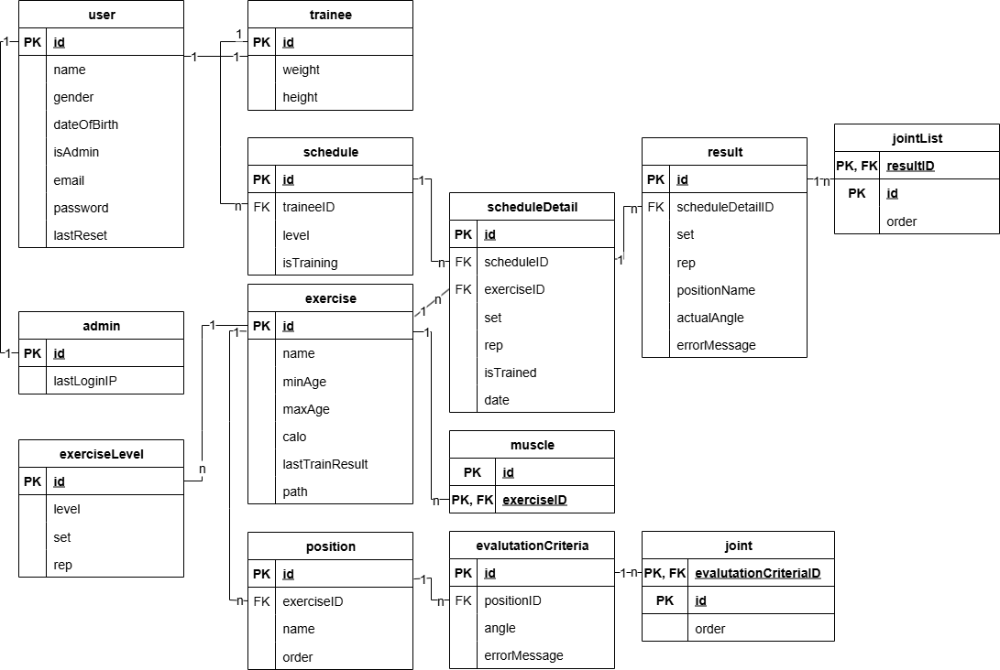 user
PK id
name
gender
dateOfBirth
isAdmin
email
password
lastReset
trainee
PK id
weight
height
schedule
PK id
FK traineeID
level
isTraining
scheduleDetail
PK id
FK scheduleID
FK exerciseID
set
rep
isTrained
date
result
PK id
FK scheduleDetailID
set
rep
positionName
actualAngle
errorMessage
jointList
PK, FK resultID
PK id
order
admin
PK id
lastLoginIP
exercise
PK id
name
minAge
maxAge
calo
lastTrainResult
path
exerciseLevel
PK id
level
set
rep
muscle
PK id
PK, FK exerciseID
position
PK id
FK exerciseID
name
order
evalutationCriteria
PK id
FK positionID
angle
errorMessage
joint
PK, FK evalutationCriteriaID
PK id
order
1
1
1
1
1
n
1
n
1
n
1
n
1
n
1
n
1
n
1
n
1
n
1
n